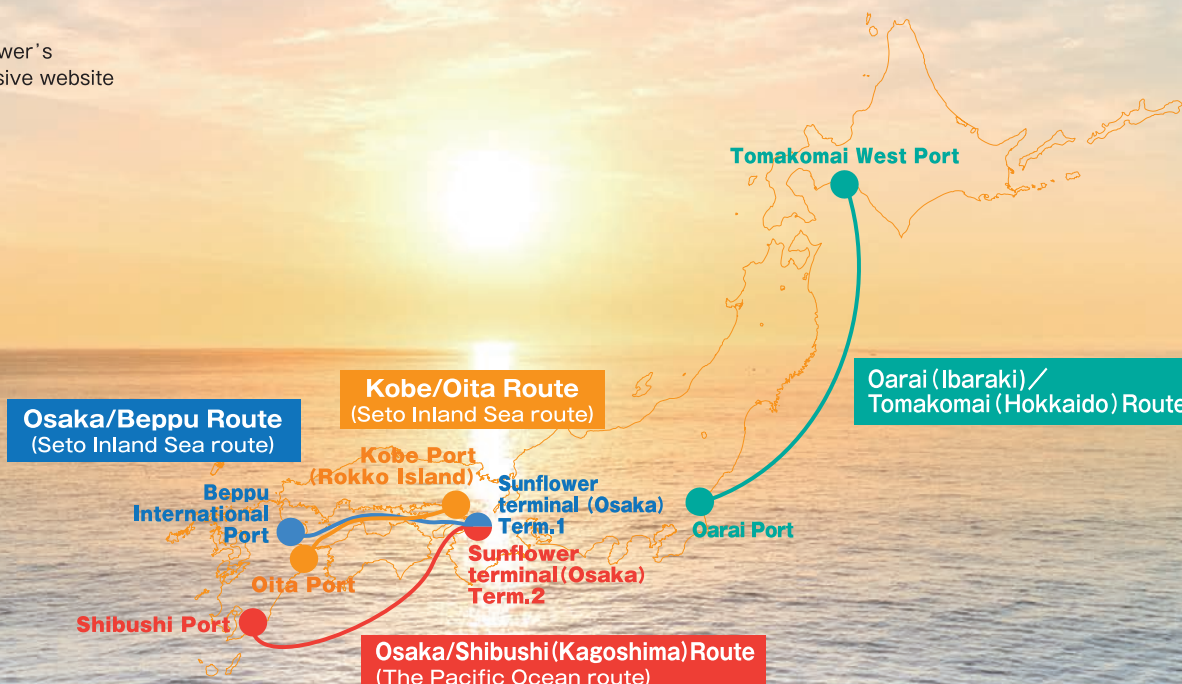 Tomakomai West Port
Oarai(Ibaraki)／
Tomakomai(Hokkaido)Route
Oarai Port
Kobe/Oita Route
(Seto Inland Sea route)
Osaka/Beppu Route
(Seto Inland Sea route)
Kobe Port
(Rokko Island)
Sunflower
terminal (Osaka)
Term.1
Beppu
International
Port
Sunflower
terminal(Osaka)
Term.2
Oita Port
Shibushi Port
Osaka/Shibushi(Kagoshima)Route
(The Pacific Ocean route)
website